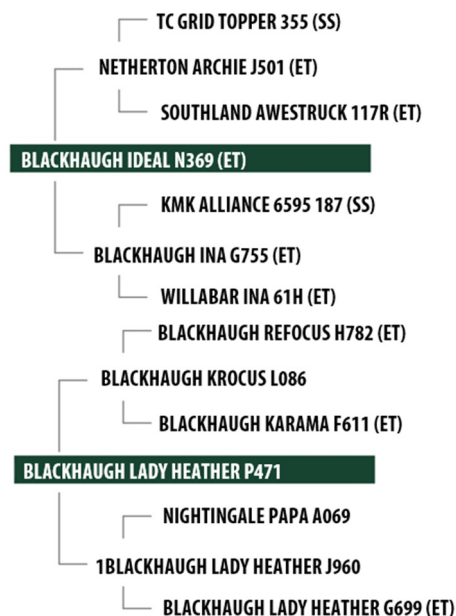 TC GRID TOPPER 355 (SS)
NETHERTON ARCHIE J501 (ET)
SOUTHLAND AWESTRUCK 117R (ET)
BLACKHAUGH IDEAL N369 (ET)
KMK ALLIANCE 6595 187 (SS)
BLACKHAUGH INA G755 (ET)
WILLABAR INA 61H (ET)
BLACKHAUGH REFOCUS H782 (ET)
BLACKHAUGH KROCUS L086
BLACKHAUGH KARAMA F611 (ET)
BLACKHAUGH LADY HEATHER P471
NIGHTINGALE PAPA A069
1BLACKHAUGH LADY HEATHER J960
BLACKHAUGH LADY HEATHER G699 (ET)